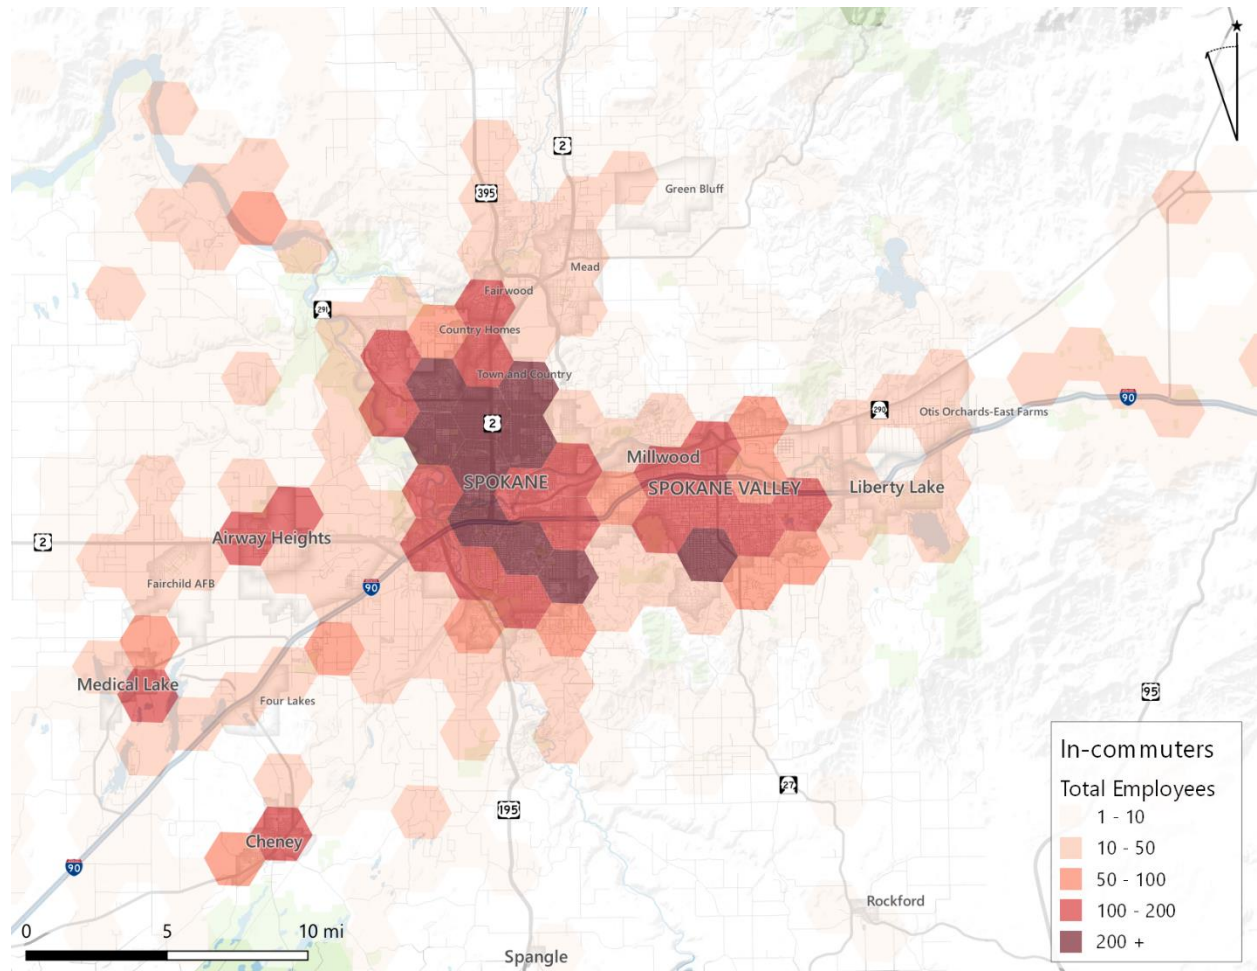 2
395
Green Bluff
Mead
Fairwood
291
Country Homes
Town and Country
90
290
Otis Orchards-East Farms
2
Millwood
SPOKANE
SPOKANE VALLEY
Liberty Lake
Airway Heights
2
Fairchild AFB
90
Medical Lake
95
Four Lakes
In-commuters
Total Employees
1 - 10
10 - 50
50 - 100
100 - 200
200 +
27
195
Cheney
90
Rockford
0 5 10 mi
Spangle